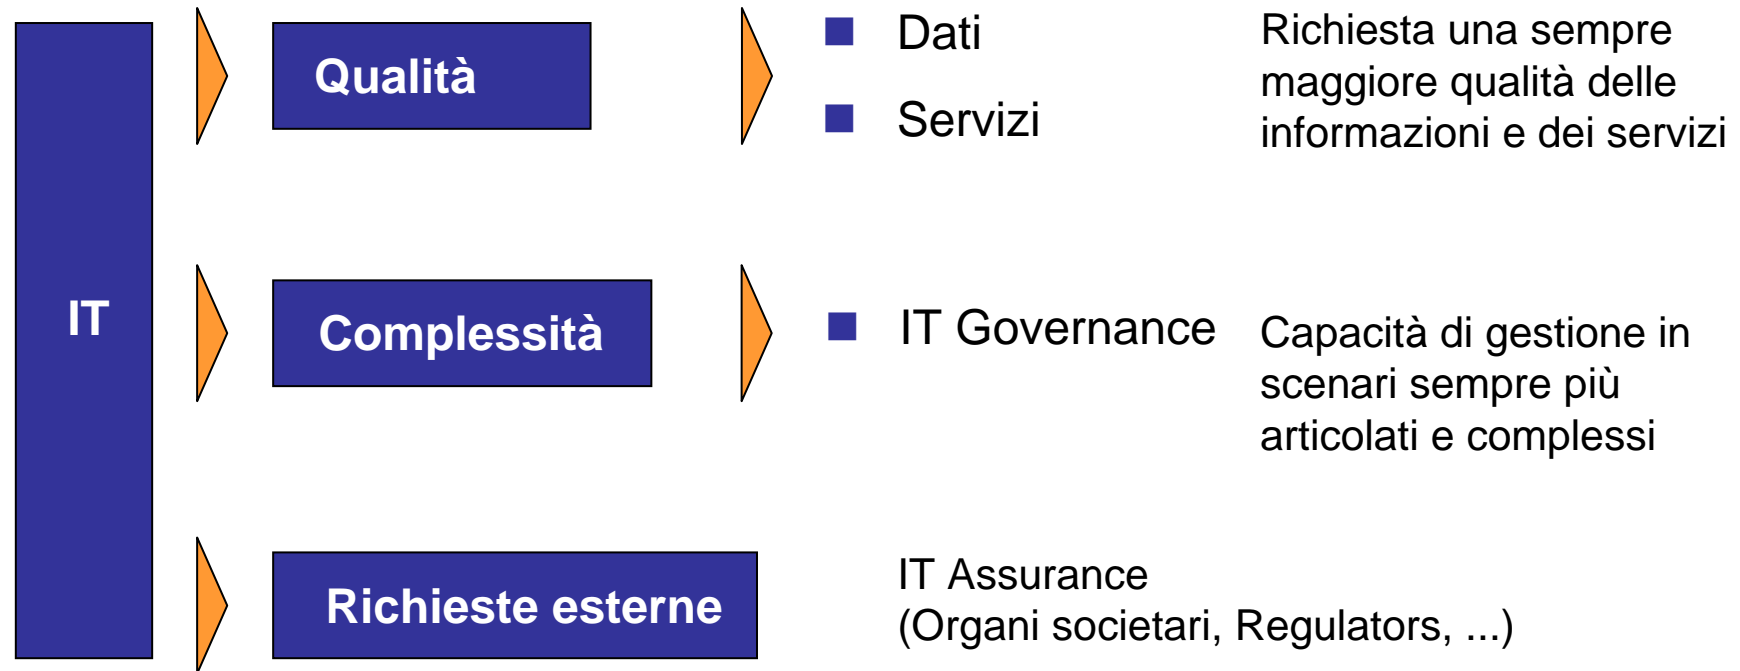 IT
Qualità
Dati
Servizi
Richiesta una sempre
maggiore qualità delle
informazioni e dei servizi
Complessità
IT Governance
Capacità di gestione in
scenari sempre più
articolati e complessi
Richieste esterne
IT Assurance
(Organi societari, Regulators, ...)